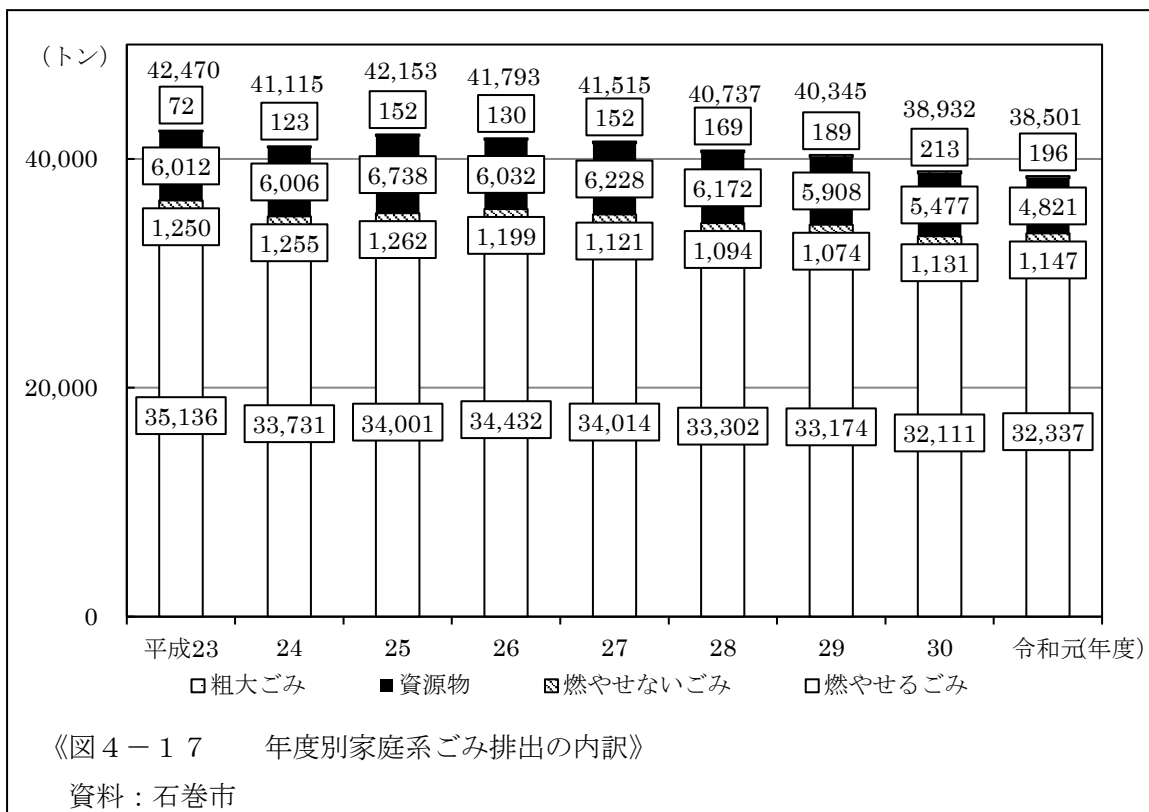 (トン)
42,470 41,115 42,153 41,793 41,515 40,737 40,345 38,932 38,501
72 123 152 130 152 169 189 213 196
40,000
6,012 6,006 6,738 6,032 6,228 6,172 5,908 5,477 4,821
1,250 1,255 1,262 1,199 1,121 1,094 1,074 1,131 1,147
20,000
35,136 33,731 34,001 34,432 34,014 33,302 33,174 32,111 32,337
0
平成23 24 25 26 27 28 29 30 令和元(年度)
粗大ごみ 資源物 燃やせないごみ 燃やせるごみ
《図4-17 年度別家庭系ごみ排出の内訳》
資料:石巻市